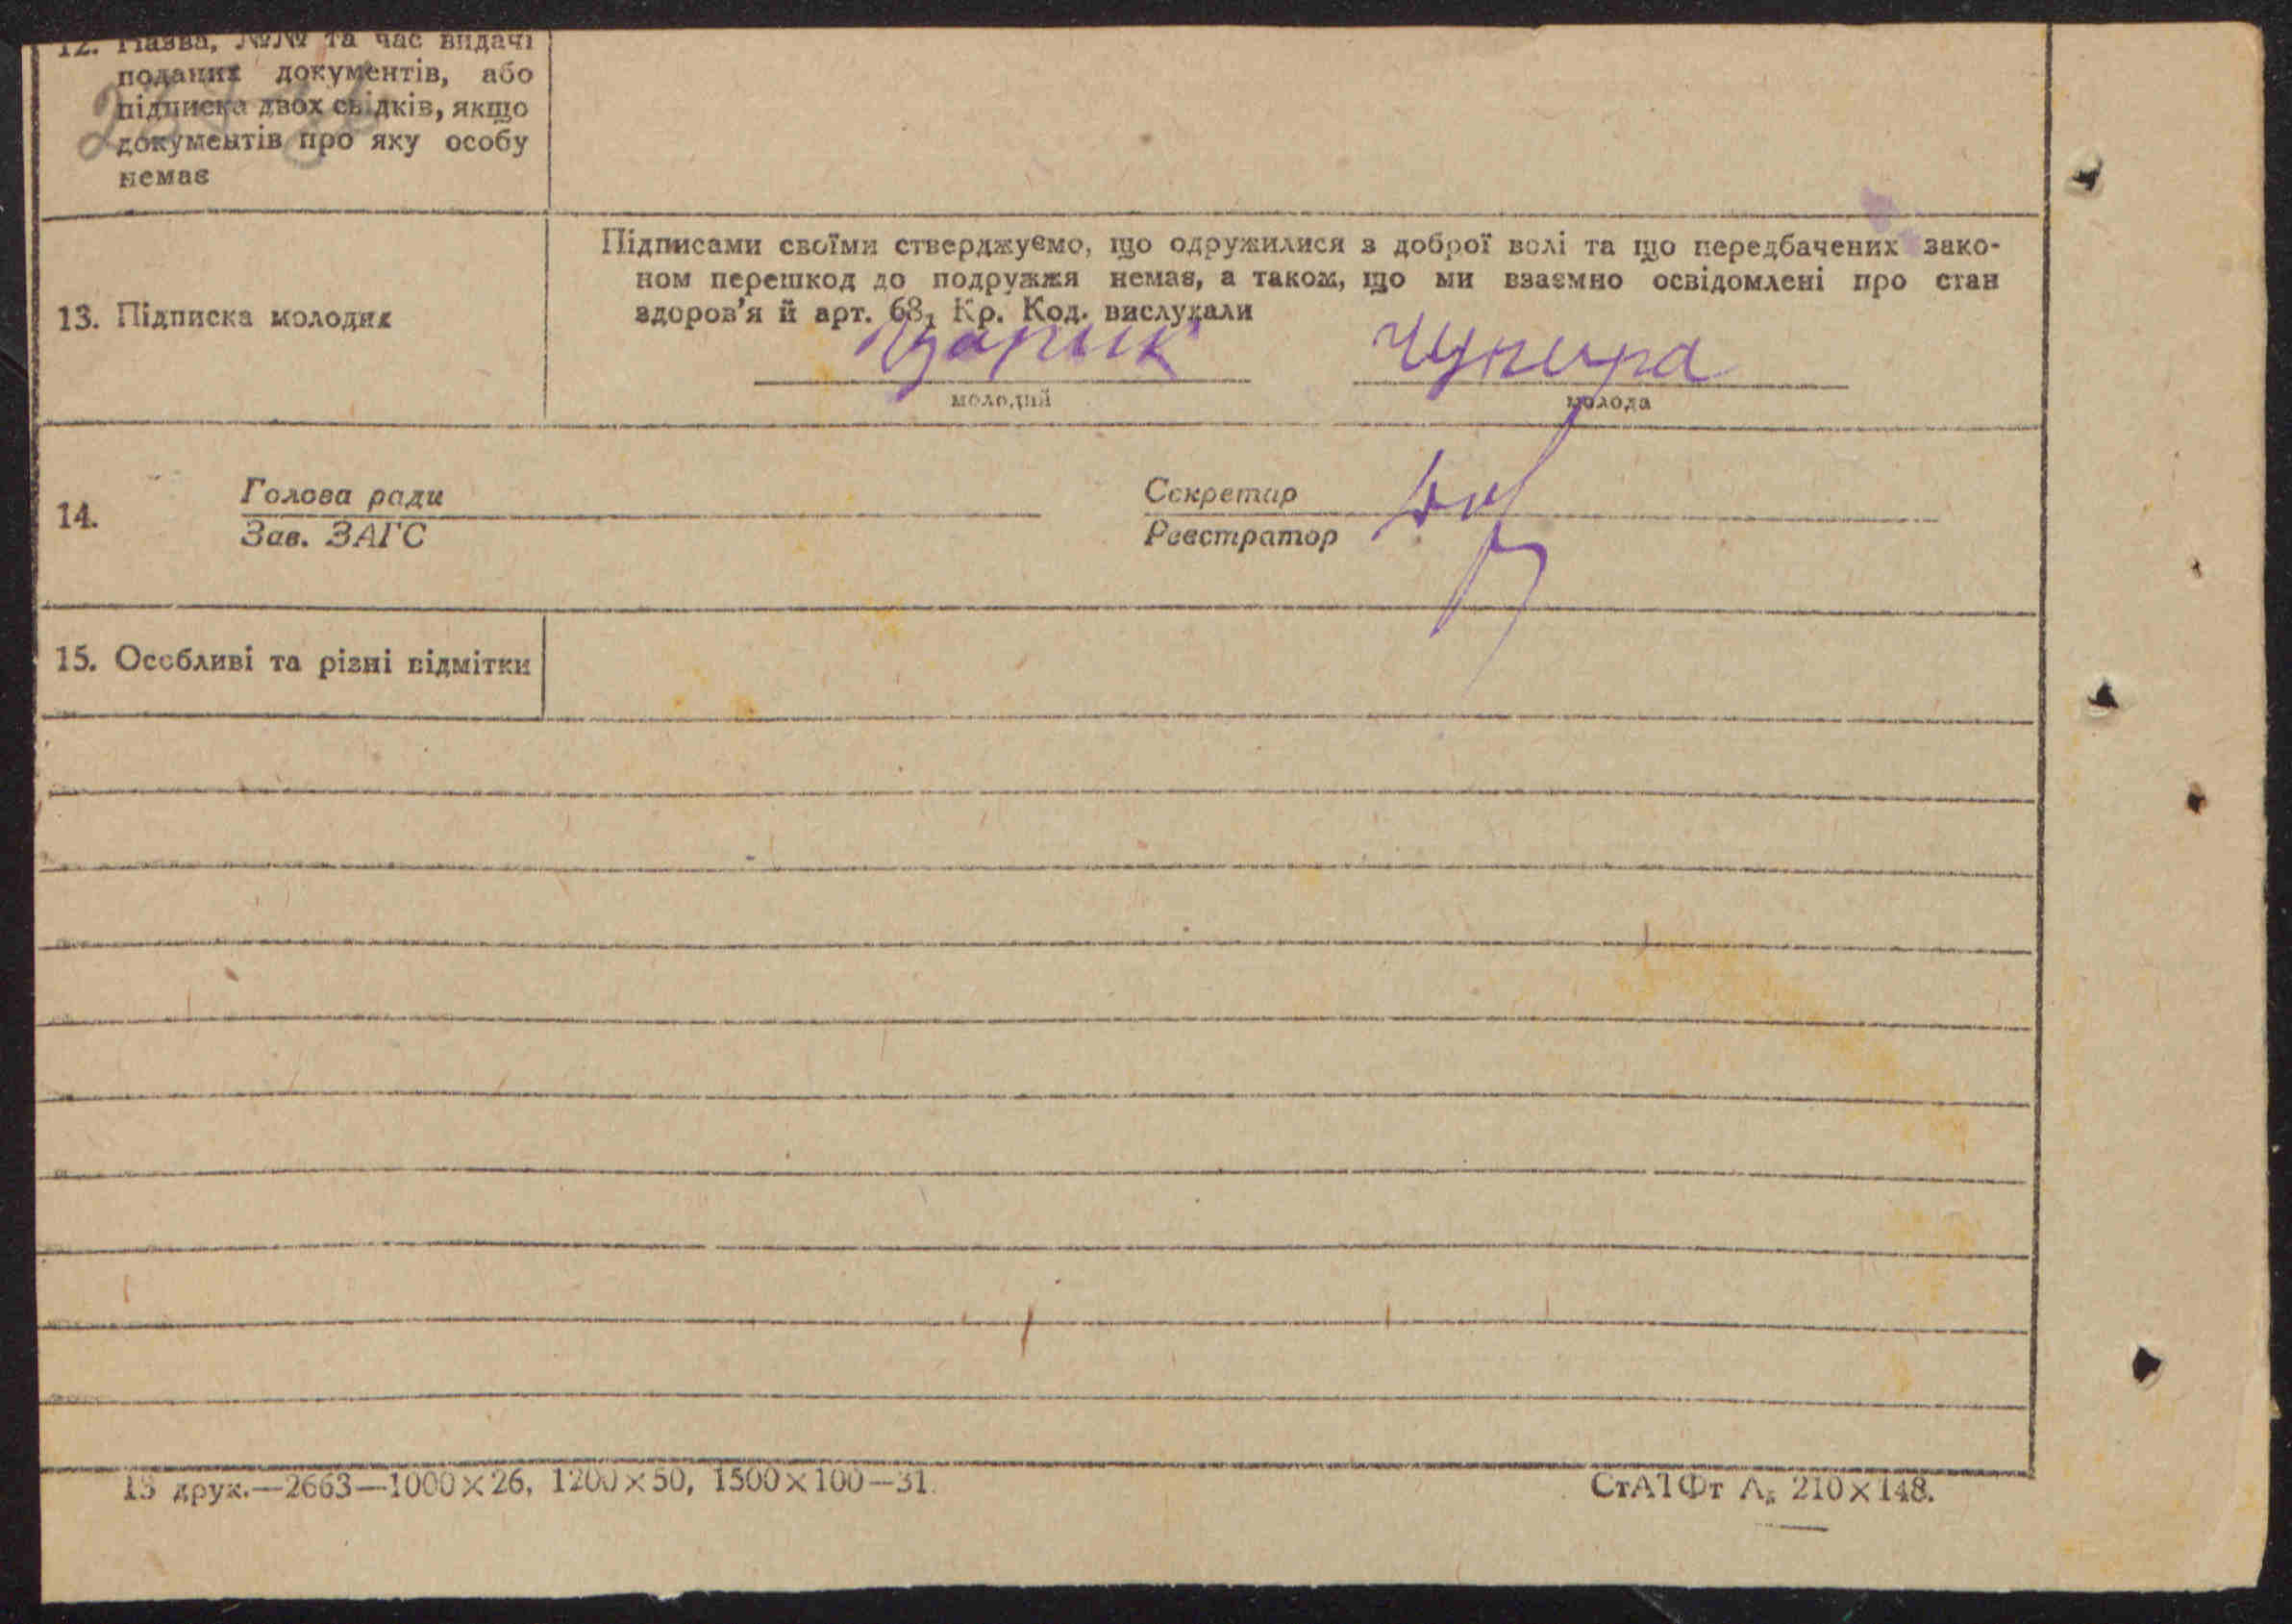 12. Назва, №№ та час видачі
поданих документів, або
підписка двох свідків, якщо
документів про яку особу
немає
13. Підписка молодих
Підписами своїми стверджуємо, що одружилися з доброї волі та що передбачених зако-
ном перешкод до подружжя немає, а також, що ми взаємно освідомлені про стан
здоров'я й арт. 68₁ Кр. Код. вислухали
Царик Чупира
молодий молода
14. Голова ради Секретар
Зав. ЗАГС Реєстратор
15. Особливі та різні відмітки
13 друк.—2663—1000×26, 1200×50, 1500×100—31.
СтАТФт А₅ 210×148.